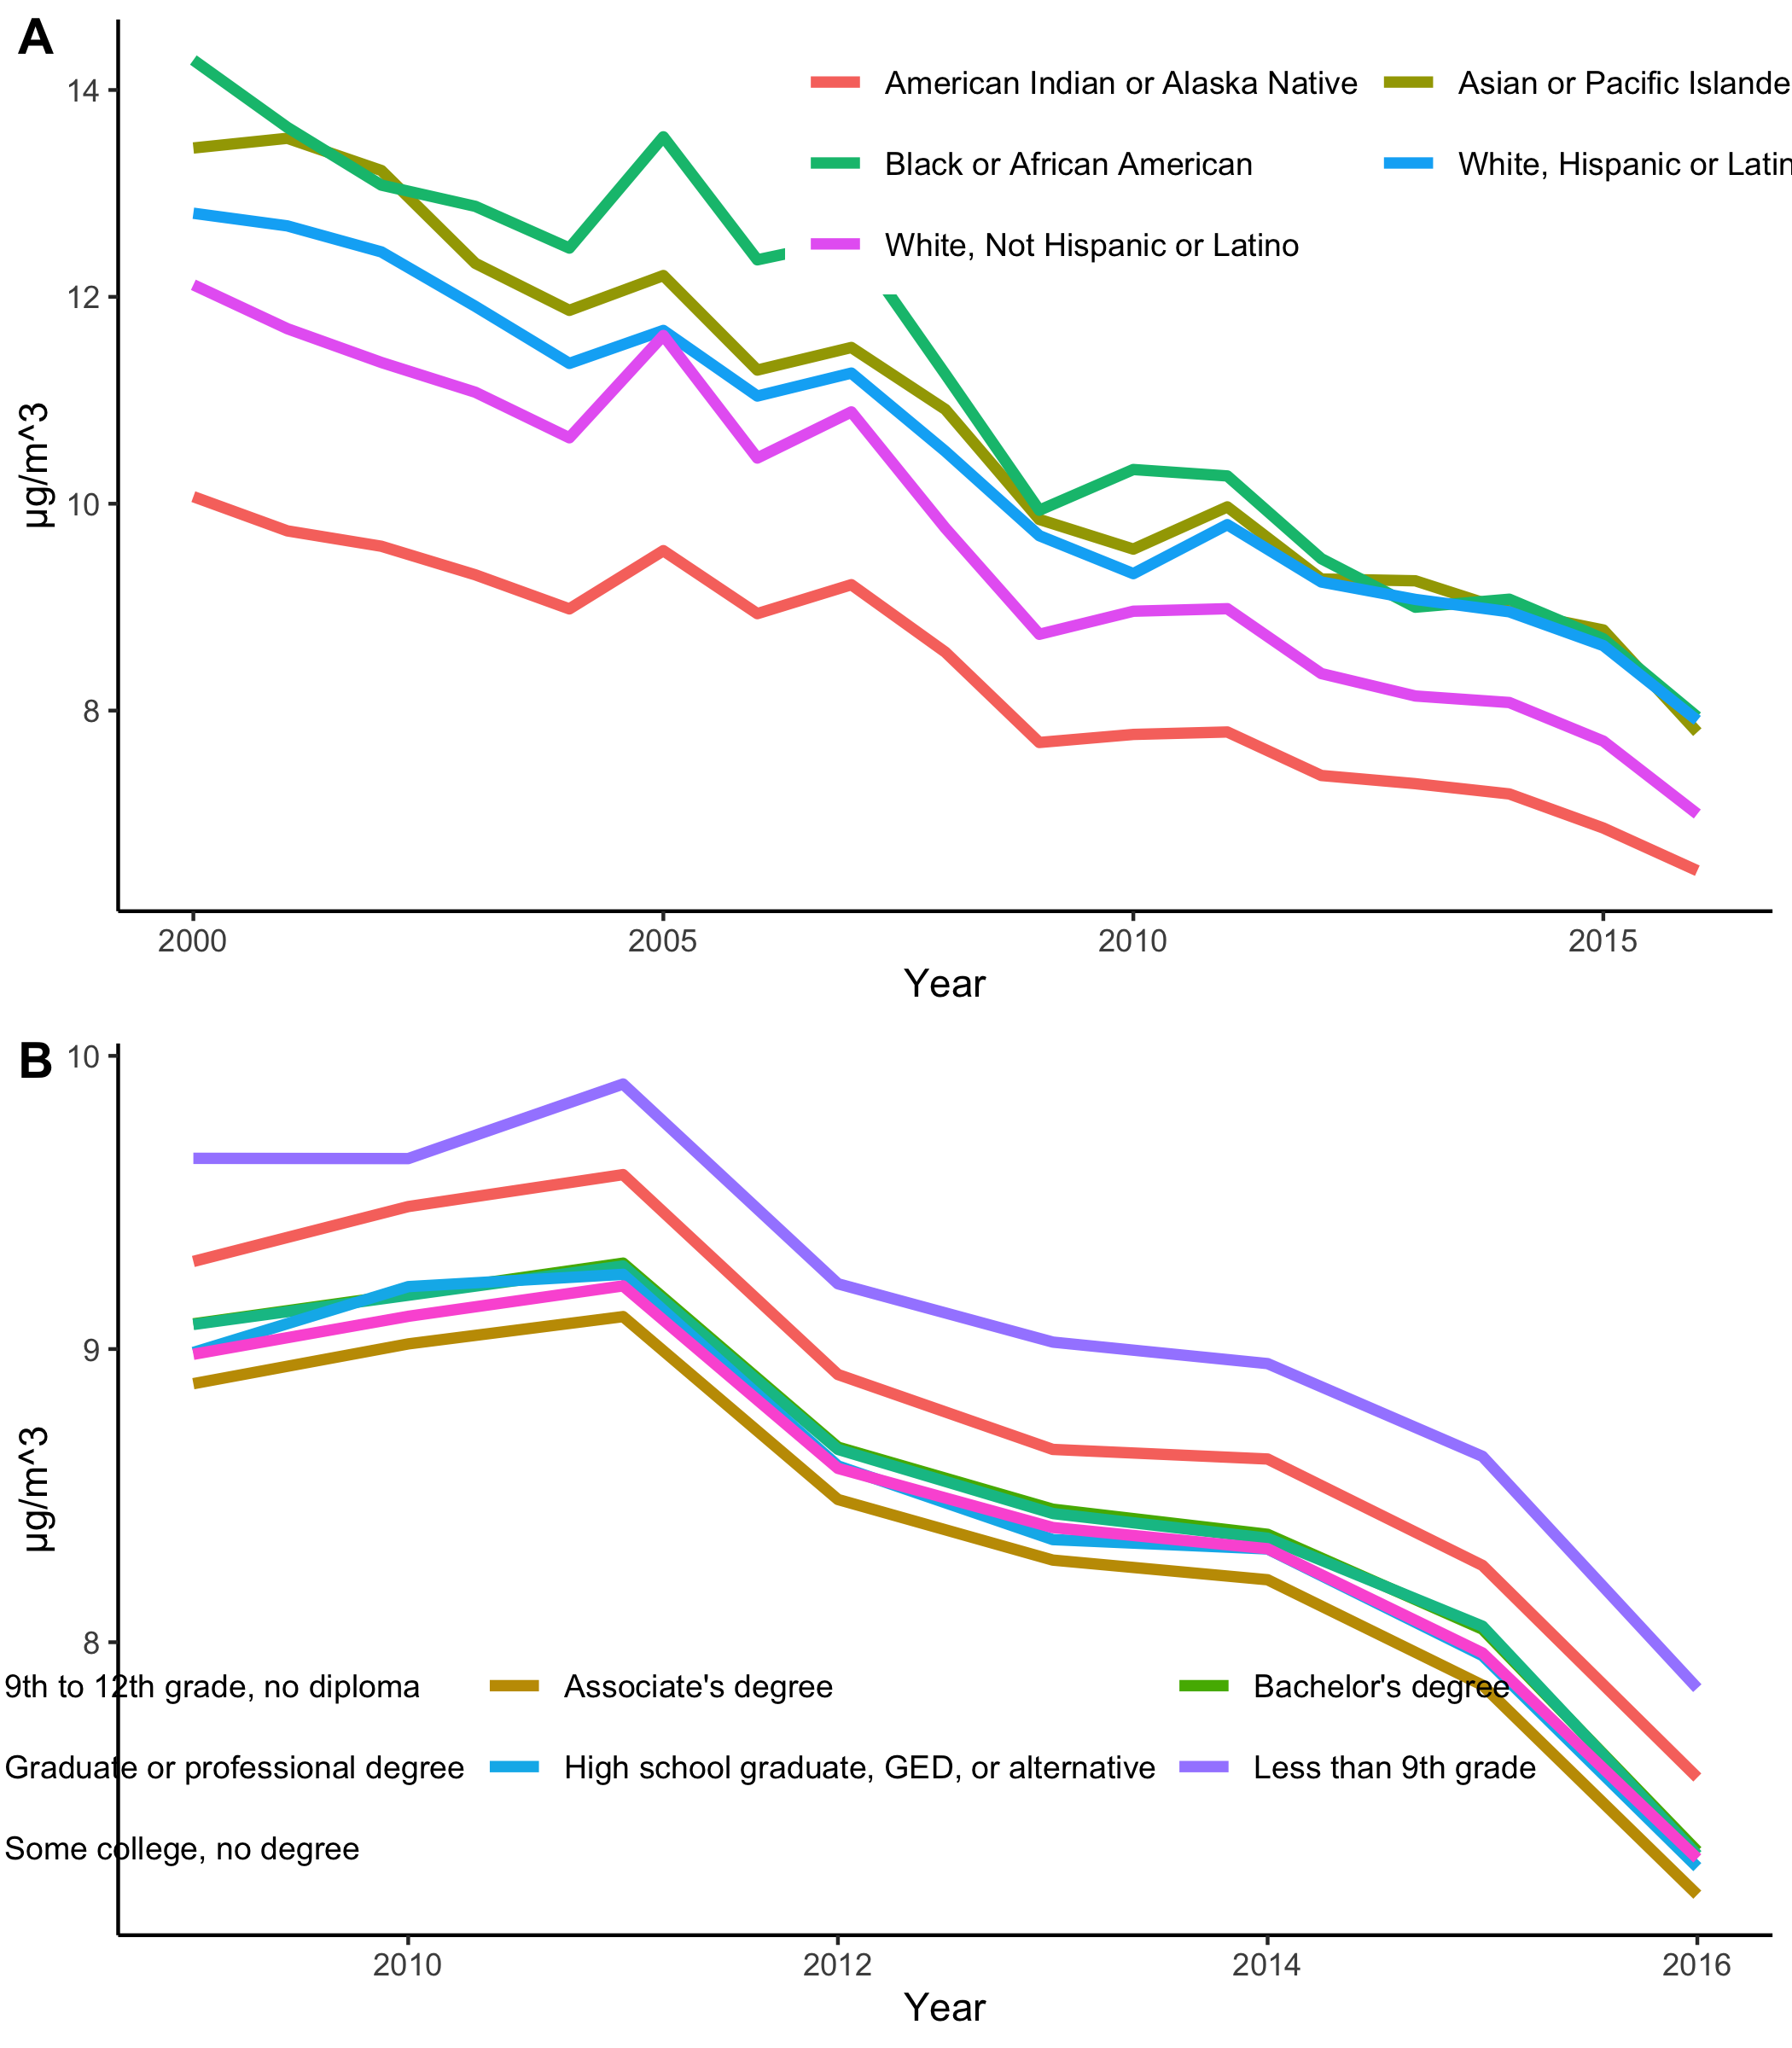 A
American Indian or Alaska Native Asian or Pacific Islande
14
Black or African American White, Hispanic or Latin
White, Not Hispanic or Latino
12
µg/m^3
10
8
2000 2005 2010 2015
Year
B
10
9
µg/m^3
8
9th to 12th grade, no diploma Associate's degree Bachelor's degree
Graduate or professional degree High school graduate, GED, or alternative Less than 9th grade
Some college, no degree
2010 2012 2014 2016
Year